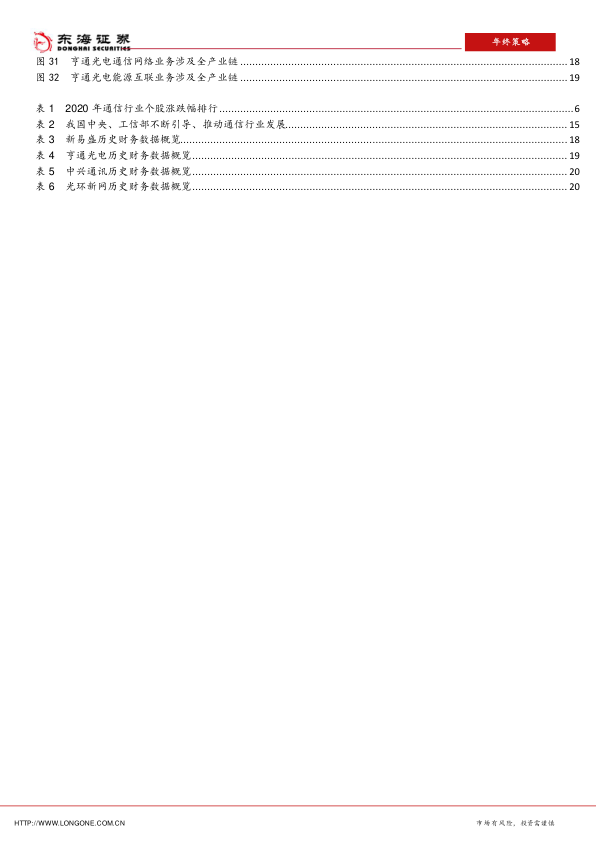 东海证券
DONGHAI SECURITIES
年终策略
图 31 亨通光电通信网络业务涉及全产业链 18
图 32 亨通光电能源互联业务涉及全产业链 19
表 1 2020 年通信行业个股涨跌幅排行 6
表 2 我国中央、工信部不断引导、推动通信行业发展 15
表 3 新易盛历史财务数据概览 18
表 4 亨通光电历史财务数据概览 19
表 5 中兴通讯历史财务数据概览 20
表 6 光环新网历史财务数据概览 20
HTTP://WWW.LONGONE.COM.CN
市场有风险，投资需谨慎